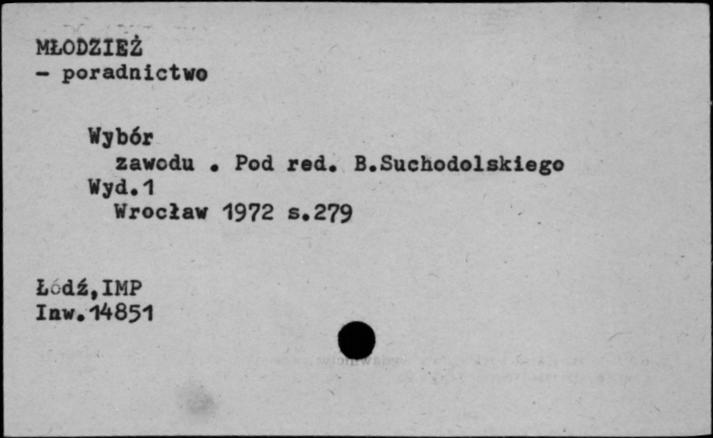 MŁODZIEŻ
- poradnictwo
Wybór
zawodu . Pod red. B.Suchodolskiego
Wyd.1
Wrocław 1972 s.279
Łódź,IMP
Inw.14851